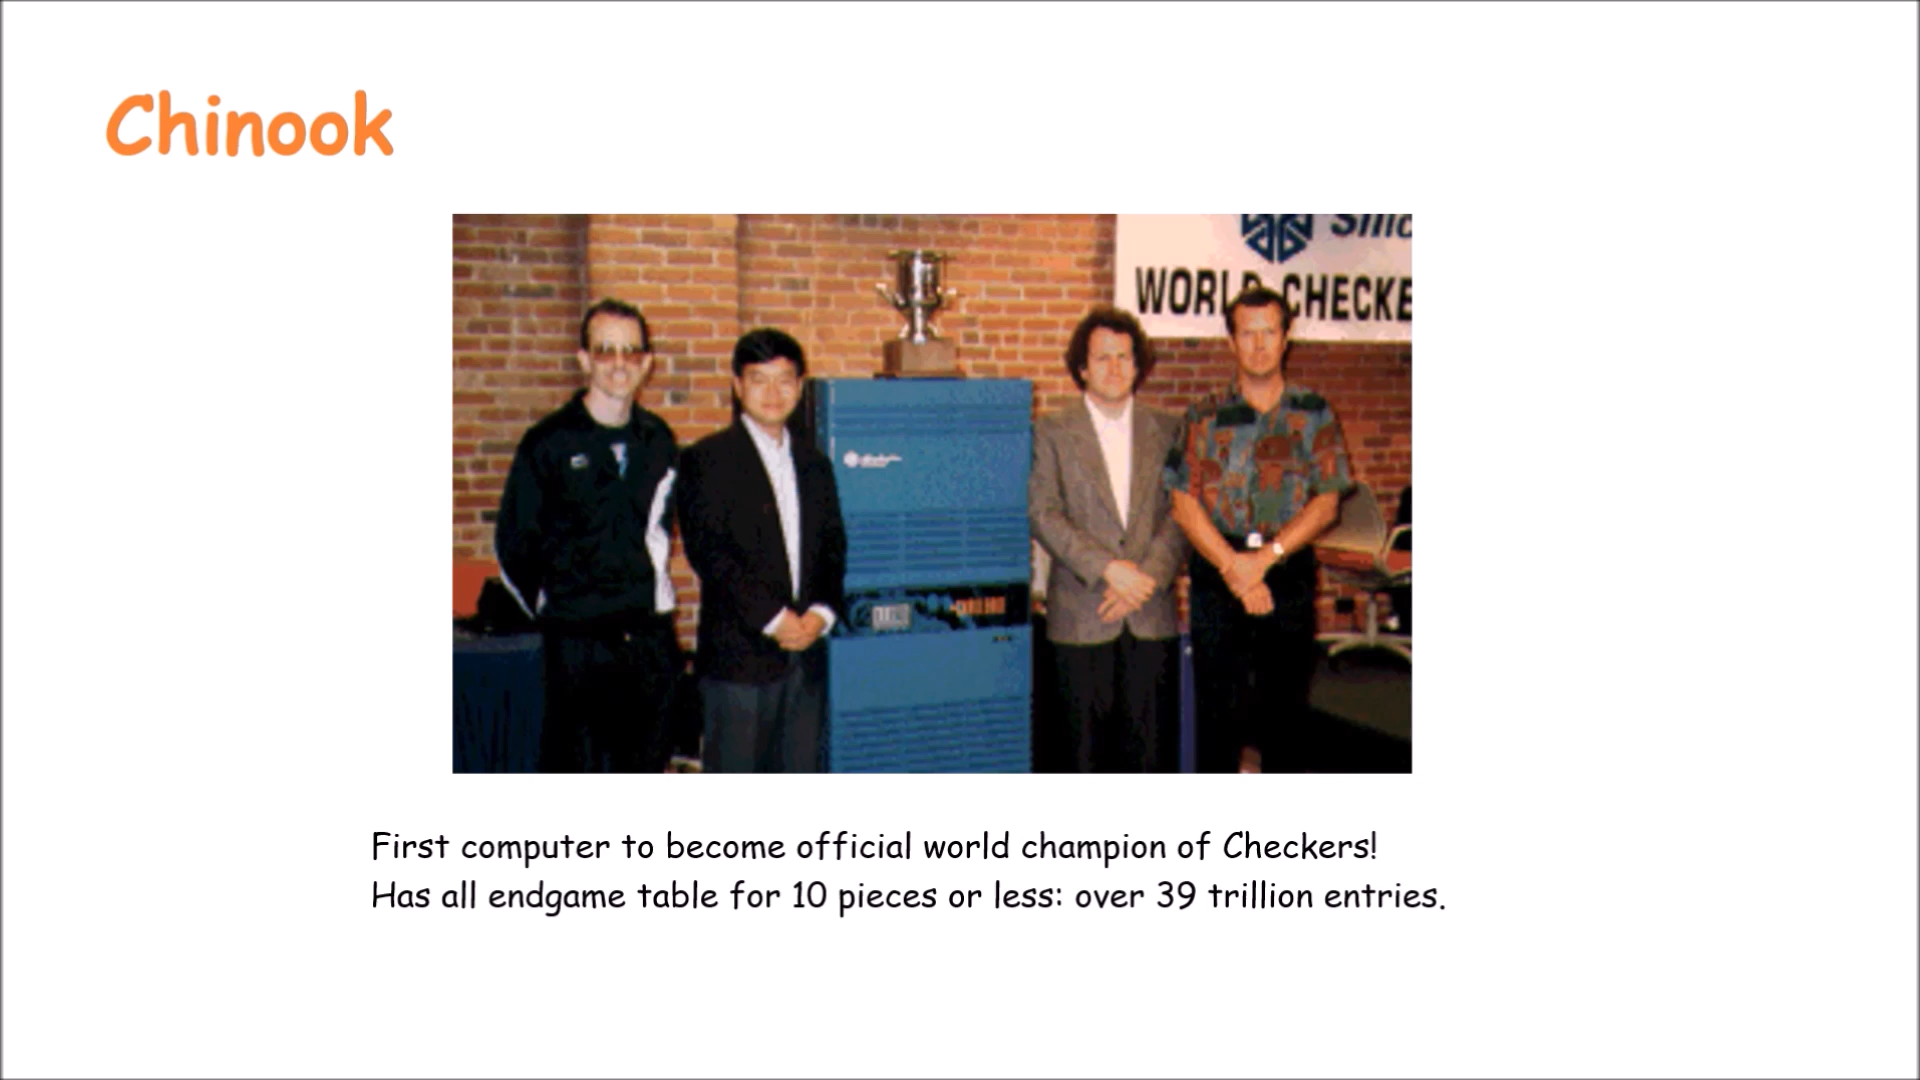 Chinook
WORLD CHECKE
First computer to become official world champion of Checkers!
Has all endgame table for 10 pieces or less: over 39 trillion entries.